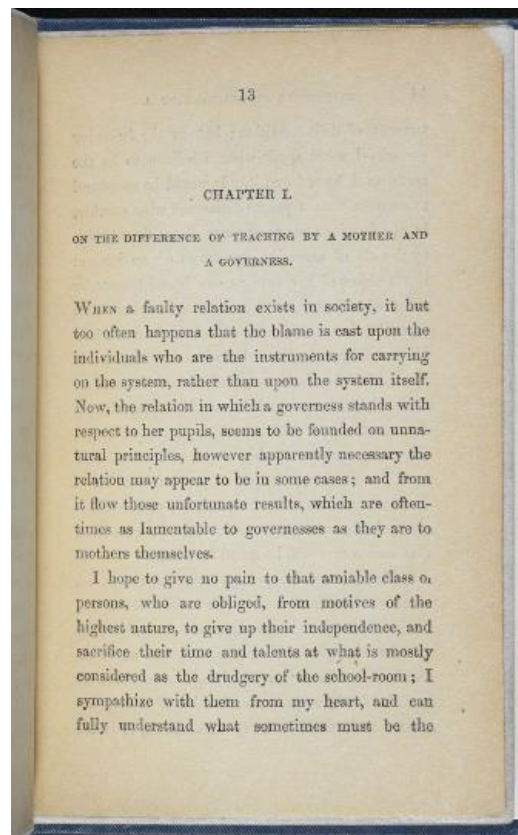 13
CHAPTER I.
ON THE DIFFERENCE OF TEACHING BY A MOTHER AND
A GOVERNESS.
WHEN a faulty relation exists in society, it but
too often happens that the blame is cast upon the
individuals who are the instruments for carrying
on the system, rather than upon the system itself.
Now, the relation in which a governess stands with
respect to her pupils, seems to be founded on unna-
tural principles, however apparently necessary the
relation may appear to be in some cases; and from
it flow those unfortunate results, which are often-
times as lamentable to governesses as they are to
mothers themselves.
I hope to give no pain to that amiable class of
persons, who are obliged, from motives of the
highest nature, to give up their independence, and
sacrifice their time and talents at what is mostly
considered as the drudgery of the school-room; I
sympathize with them from my heart, and can
fully understand what sometimes must be the